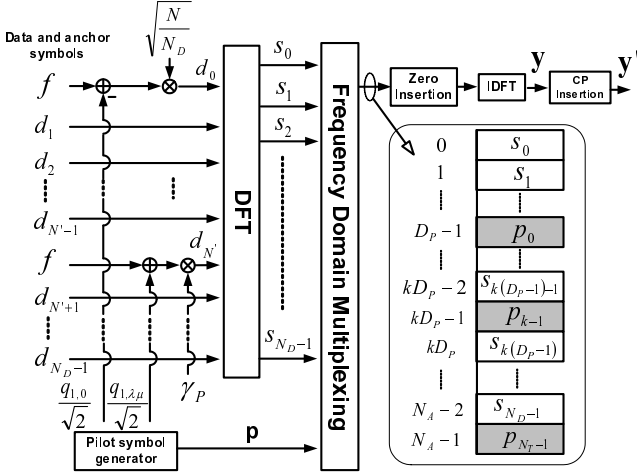 Data and anchor
symbols
√(N/N_D)
f
−
d_0
d_1
d_2
d_{N'-1}
f
d_{N'}
d_{N'+1}
d_{N_D-1}
q_{1,0}/√2
q_{1,λμ}/√2
γ_P
Pilot symbol
generator
p
DFT
s_0
s_1
s_2
s_{N_D-1}
Frequency Domain Multiplexing
Zero
Insertion
IDFT
y
CP
Insertion
y'
0 s_0
1 s_1
D_P-1 p_0
kD_P-2 s_{k(D_P-1)-1}
kD_P-1 p_{k-1}
kD_P s_{k(D_P-1)}
N_A-2 s_{N_D-1}
N_A-1 p_{N_T-1}